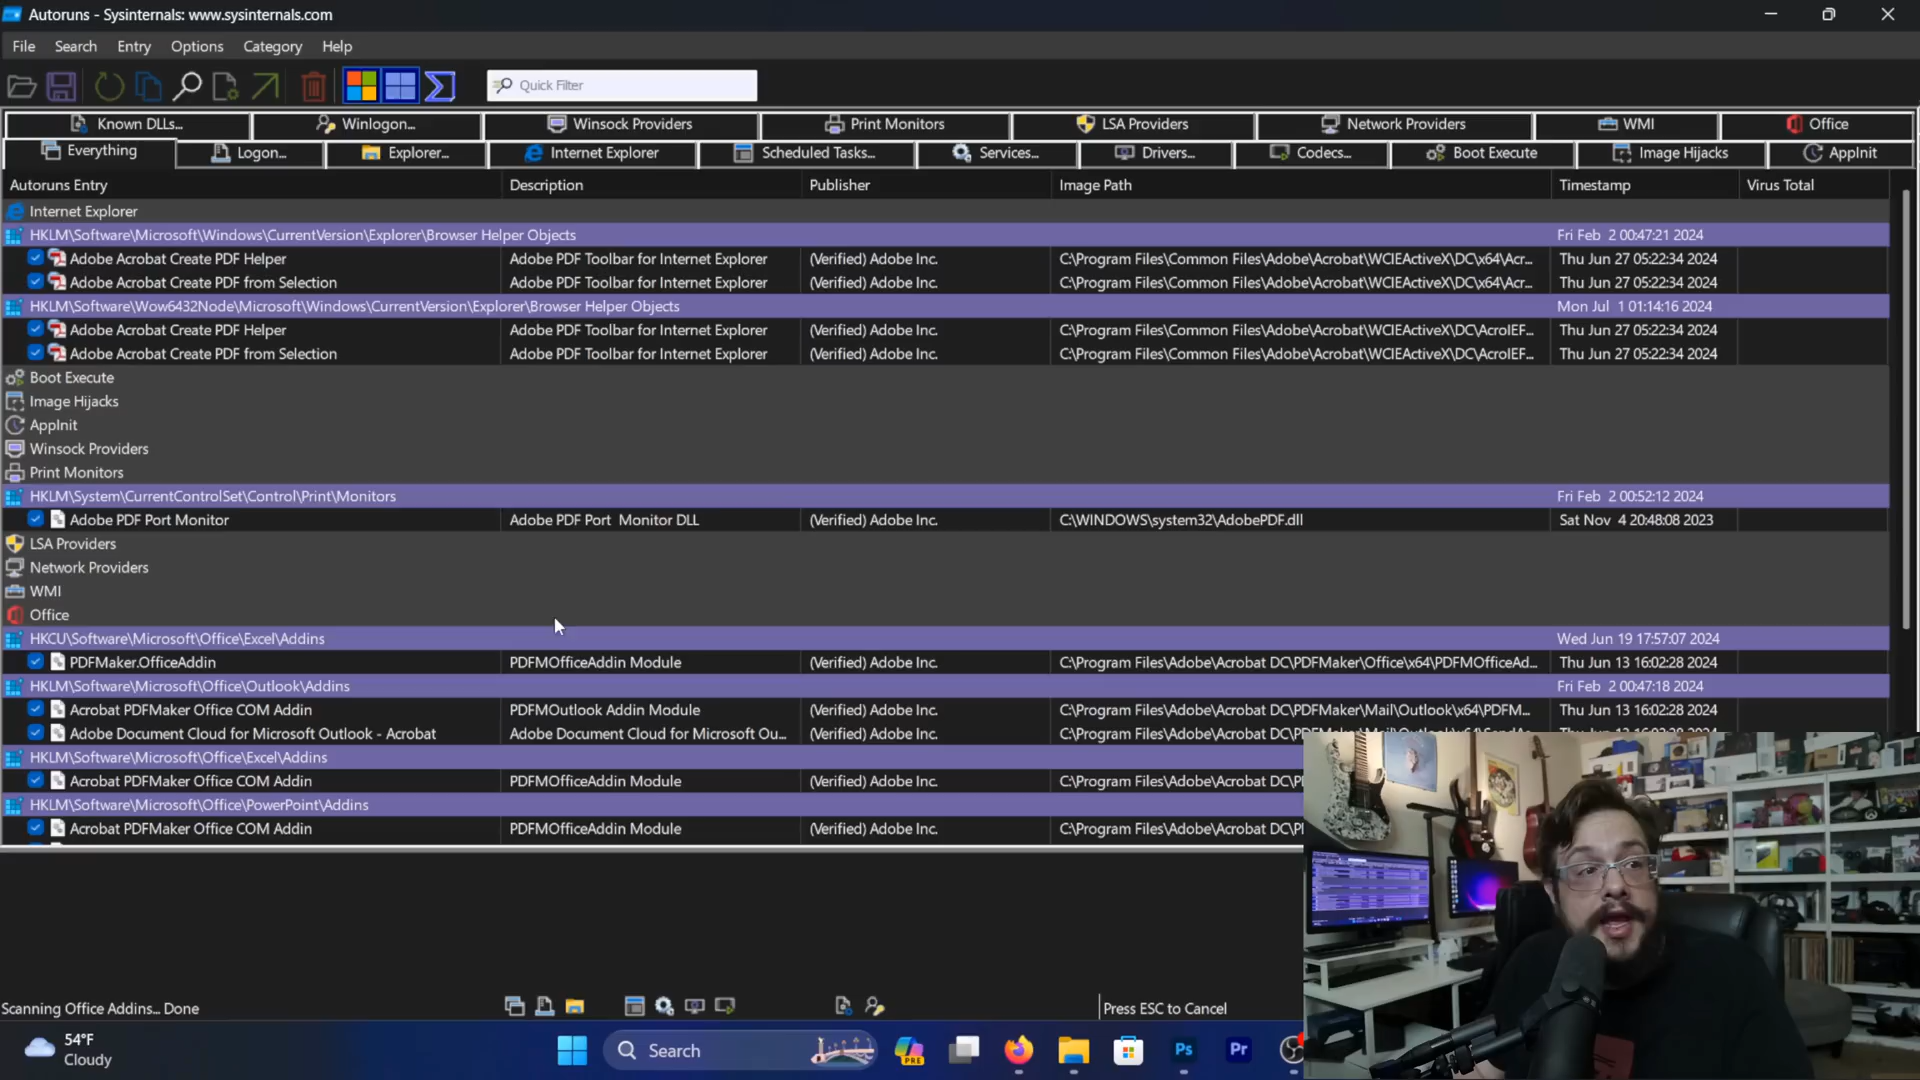 Autoruns - Sysinternals: www.sysinternals.com
File Search Entry Options Category Help
Quick Filter
Known DLLs... Winlogon... Winsock Providers Print Monitors LSA Providers Network Providers WMI Office
Everything Logon... Explorer... Internet Explorer Scheduled Tasks... Services... Drivers... Codecs... Boot Execute Image Hijacks AppInit
Autoruns Entry Description Publisher Image Path Timestamp Virus Total
Internet Explorer
HKLM\Software\Microsoft\Windows\CurrentVersion\Explorer\Browser Helper Objects Fri Feb 2 00:47:21 2024
Adobe Acrobat Create PDF Helper Adobe PDF Toolbar for Internet Explorer (Verified) Adobe Inc. C:\Program Files\Common Files\Adobe\Acrobat\WCIEActiveX\DC\x64\Acr... Thu Jun 27 05:22:34 2024
Adobe Acrobat Create PDF from Selection Adobe PDF Toolbar for Internet Explorer (Verified) Adobe Inc. C:\Program Files\Common Files\Adobe\Acrobat\WCIEActiveX\DC\x64\Acr... Thu Jun 27 05:22:34 2024
HKLM\Software\Wow6432Node\Microsoft\Windows\CurrentVersion\Explorer\Browser Helper Objects Mon Jul 1 01:14:16 2024
Adobe Acrobat Create PDF Helper Adobe PDF Toolbar for Internet Explorer (Verified) Adobe Inc. C:\Program Files\Common Files\Adobe\Acrobat\WCIEActiveX\DC\AcroIEF... Thu Jun 27 05:22:34 2024
Adobe Acrobat Create PDF from Selection Adobe PDF Toolbar for Internet Explorer (Verified) Adobe Inc. C:\Program Files\Common Files\Adobe\Acrobat\WCIEActiveX\DC\AcroIEF... Thu Jun 27 05:22:34 2024
Boot Execute
Image Hijacks
AppInit
Winsock Providers
Print Monitors
HKLM\System\CurrentControlSet\Control\Print\Monitors Fri Feb 2 00:52:12 2024
Adobe PDF Port Monitor Adobe PDF Port Monitor DLL (Verified) Adobe Inc. C:\WINDOWS\system32\AdobePDF.dll Sat Nov 4 20:48:08 2023
LSA Providers
Network Providers
WMI
Office
HKCU\Software\Microsoft\Office\Excel\Addins Wed Jun 19 17:57:07 2024
PDFMaker.OfficeAddin PDFMOfficeAddin Module (Verified) Adobe Inc. C:\Program Files\Adobe\Acrobat DC\PDFMaker\Office\x64\PDFMOfficeAd... Thu Jun 13 16:02:28 2024
HKLM\Software\Microsoft\Office\Outlook\Addins Fri Feb 2 00:47:18 2024
Acrobat PDFMaker Office COM Addin PDFMOutlook Addin Module (Verified) Adobe Inc. C:\Program Files\Adobe\Acrobat DC\PDFMaker\Mail\Outlook\x64\PDFM... Thu Jun 13 16:02:28 2024
Adobe Document Cloud for Microsoft Outlook - Acrobat Adobe Document Cloud for Microsoft Ou... (Verified) Adobe Inc. C:\Program Files\Adobe\Acrobat
HKLM\Software\Microsoft\Office\Excel\Addins
Acrobat PDFMaker Office COM Addin PDFMOfficeAddin Module (Verified) Adobe Inc. C:\Program Files\Adobe\Acrobat DC\P
HKLM\Software\Microsoft\Office\PowerPoint\Addins
Acrobat PDFMaker Office COM Addin PDFMOfficeAddin Module (Verified) Adobe Inc. C:\Program Files\Adobe\Acrobat DC\P
Scanning Office Addins... Done Press ESC to Cancel
54°F
Cloudy
Search
PRE
Ps
Pr